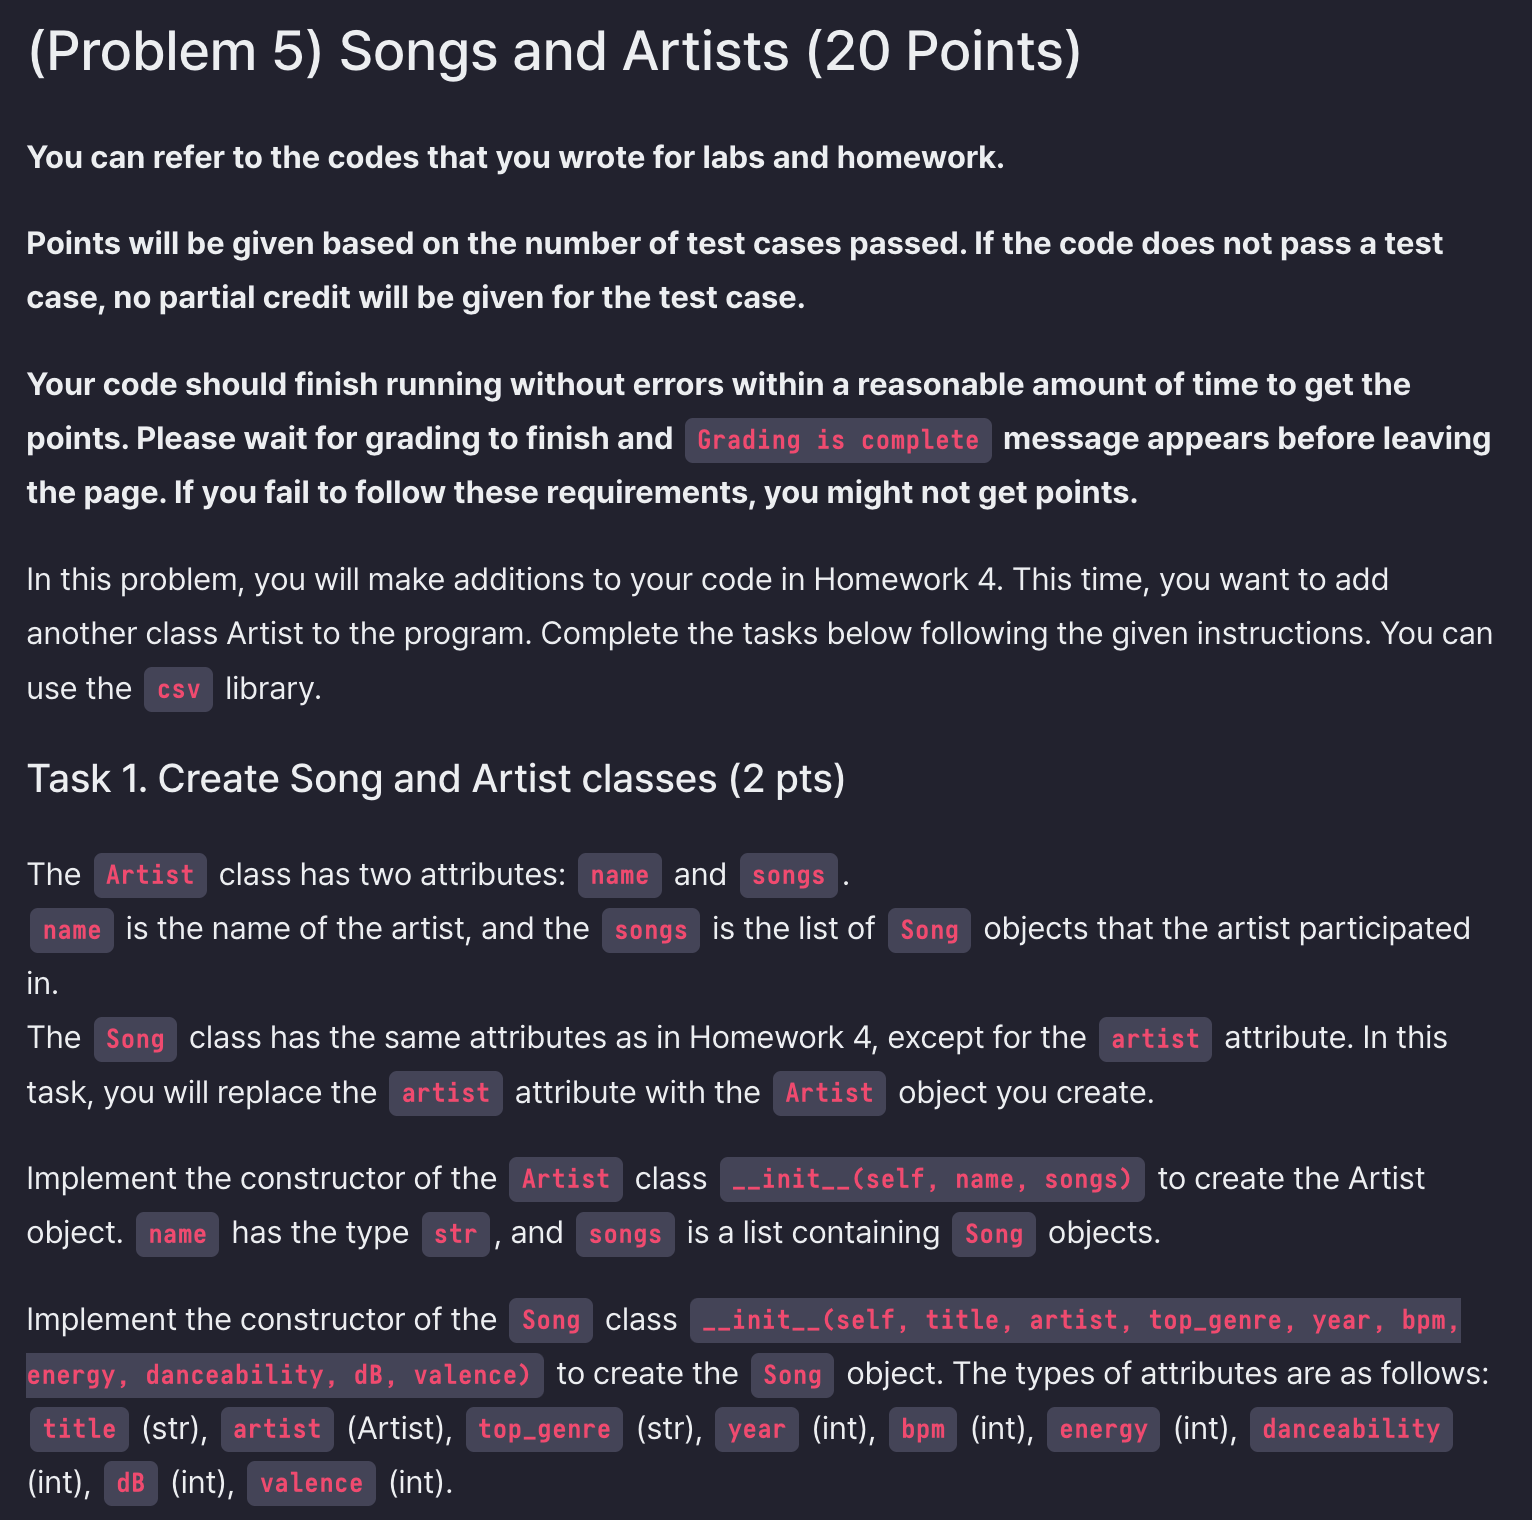 (Problem 5) Songs and Artists (20 Points)
You can refer to the codes that you wrote for labs and homework.
Points will be given based on the number of test cases passed. If the code does not pass a test
case, no partial credit will be given for the test case.
Your code should finish running without errors within a reasonable amount of time to get the
points. Please wait for grading to finish and Grading is complete message appears before leaving
the page. If you fail to follow these requirements, you might not get points.
In this problem, you will make additions to your code in Homework 4. This time, you want to add
another class Artist to the program. Complete the tasks below following the given instructions. You can
use the csv library.
Task 1. Create Song and Artist classes (2 pts)
The Artist class has two attributes: name and songs.
name is the name of the artist, and the songs is the list of Song objects that the artist participated
in.
The Song class has the same attributes as in Homework 4, except for the artist attribute. In this
task, you will replace the artist attribute with the Artist object you create.
Implement the constructor of the Artist class __init__(self, name, songs) to create the Artist
object. name has the type str, and songs is a list containing Song objects.
Implement the constructor of the Song class __init__(self, title, artist, top_genre, year, bpm,
energy, danceability, dB, valence) to create the Song object. The types of attributes are as follows:
title (str), artist (Artist), top_genre (str), year (int), bpm (int), energy (int), danceability
(int), dB (int), valence (int).